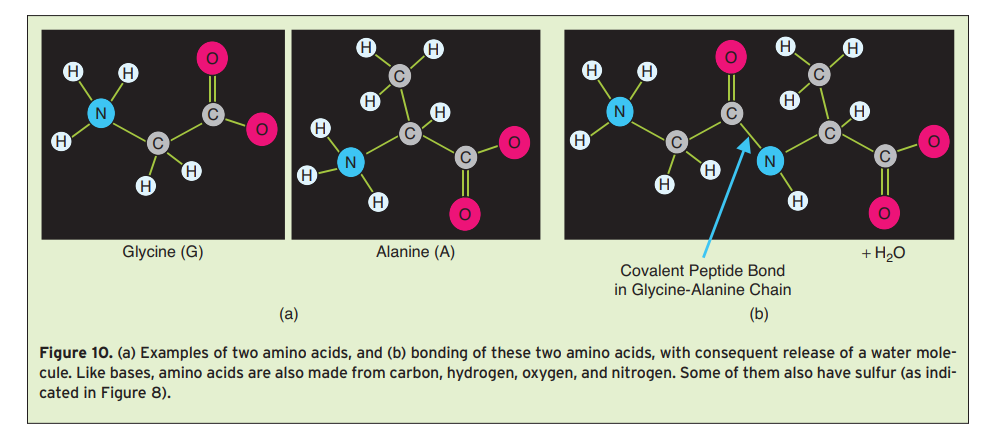 H H O
N C O
H C
H H
Glycine (G)
H H
C
H H
H C O
N C
H
H O
Alanine (A)
H H O H H
C
N C H H
H C C O
H N C
H H O
Covalent Peptide Bond
in Glycine-Alanine Chain
+ H₂O
(a)
(b)
Figure 10. (a) Examples of two amino acids, and (b) bonding of these two amino acids, with consequent release of a water mole-
cule. Like bases, amino acids are also made from carbon, hydrogen, oxygen, and nitrogen. Some of them also have sulfur (as indi-
cated in Figure 8).